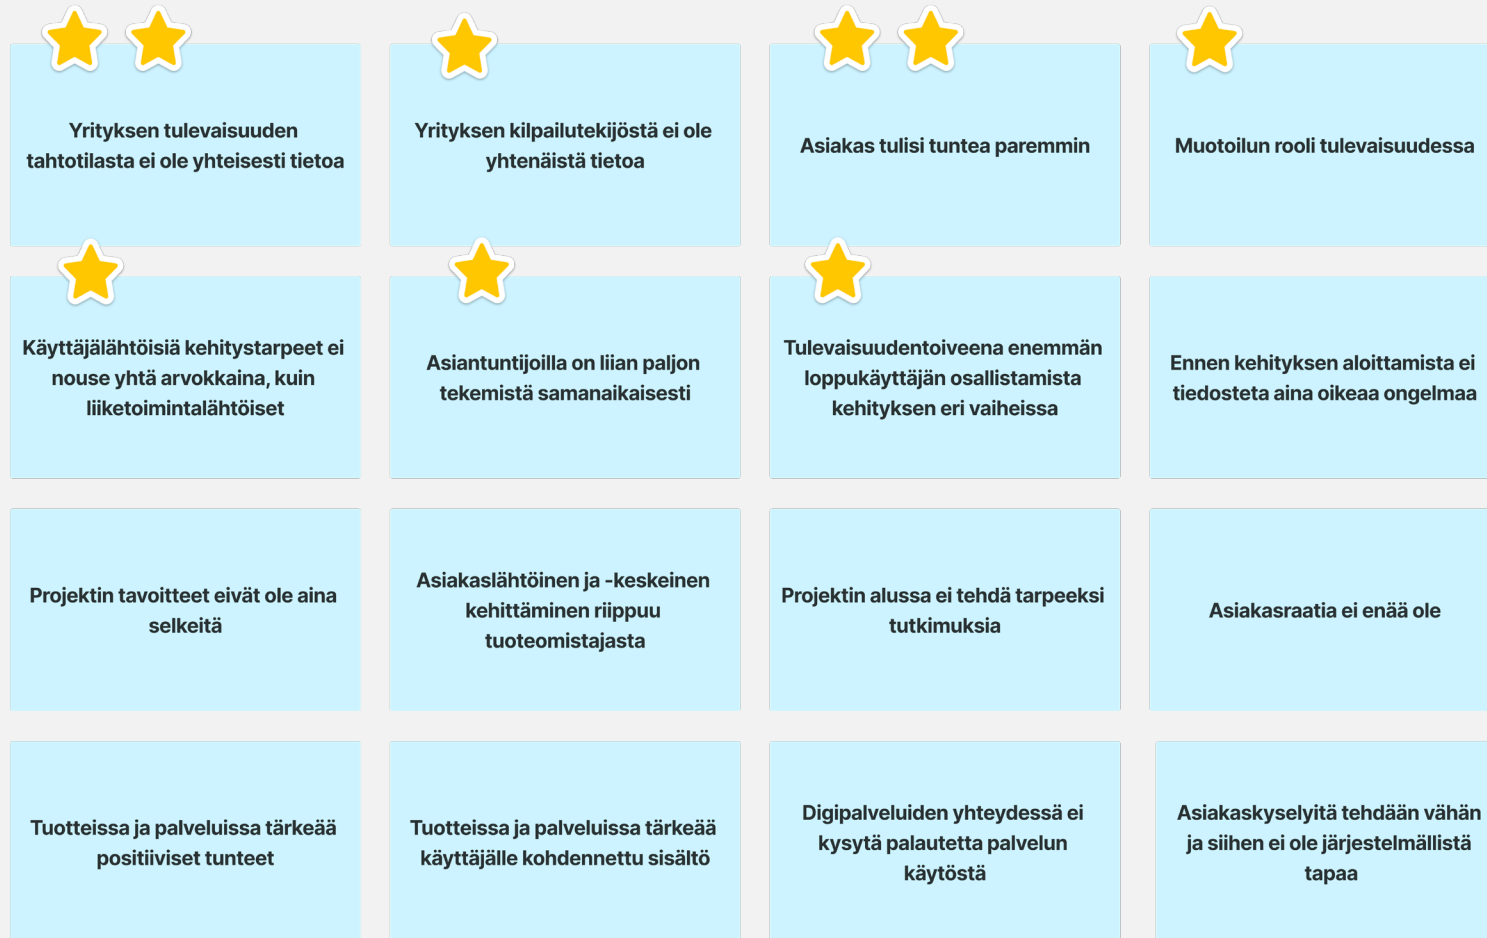 Yrityksen tulevaisuuden
tahtotilasta ei ole yhteisesti tietoa
Yrityksen kilpailutekijöstä ei ole
yhtenäistä tietoa
Asiakas tulisi tuntea paremmin
Muotoilun rooli tulevaisuudessa
Käyttäjälähtöisiä kehitystarpeet ei
nouse yhtä arvokkaina, kuin
liiketoimintalähtöiset
Asiantuntijoilla on liian paljon
tekemistä samanaikaisesti
Tulevaisuudentoiveena enemmän
loppukäyttäjän osallistamista
kehityksen eri vaiheissa
Ennen kehityksen aloittamista ei
tiedosteta aina oikeaa ongelmaa
Projektin tavoitteet eivät ole aina
selkeitä
Asiakaslähtöinen ja -keskeinen
kehittäminen riippuu
tuoteomistajasta
Projektin alussa ei tehdä tarpeeksi
tutkimuksia
Asiakasraatia ei enää ole
Tuotteissa ja palveluissa tärkeää
positiiviset tunteet
Tuotteissa ja palveluissa tärkeää
käyttäjälle kohdennettu sisältö
Digipalveluiden yhteydessä ei
kysytä palautetta palvelun
käytöstä
Asiakaskyselyitä tehdään vähän
ja siihen ei ole järjestelmällistä
tapaa